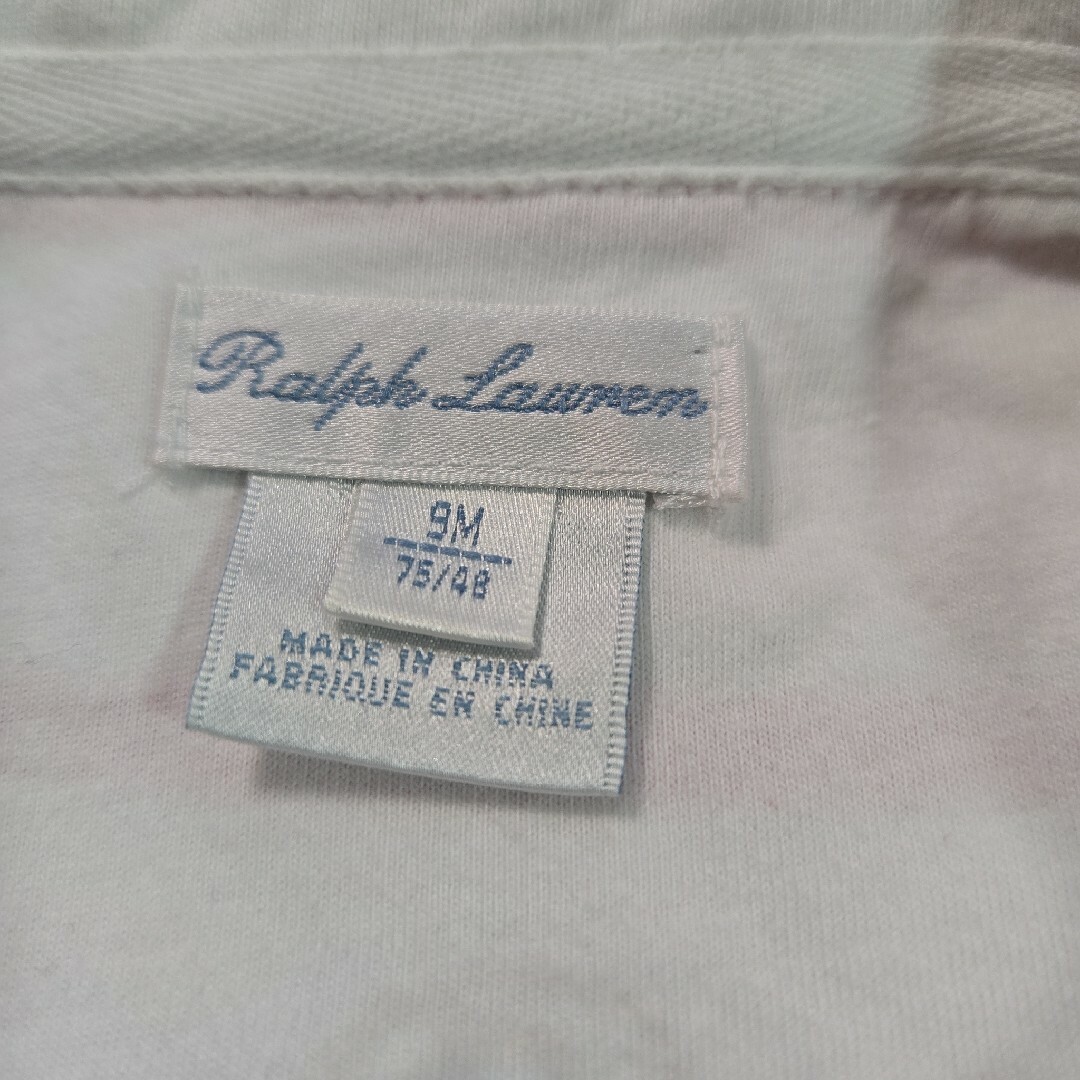 Ralph Lauren
9M
75/48
MADE IN CHINA
FABRIQUE EN CHINE